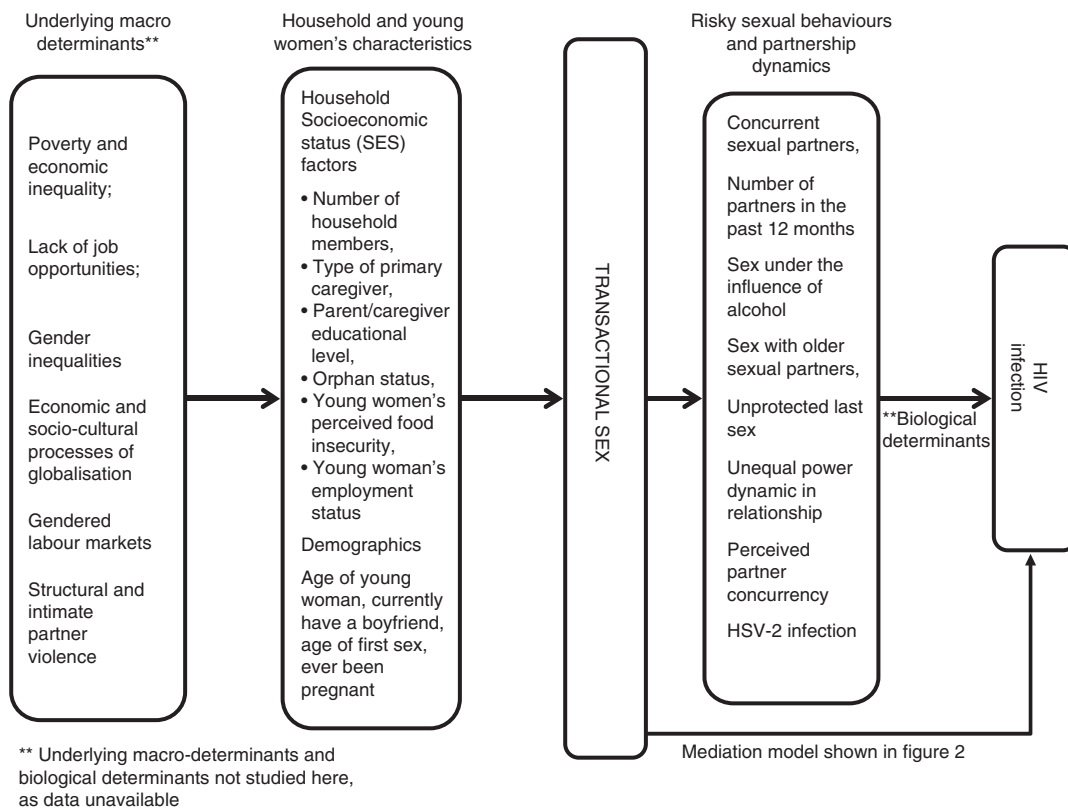 Underlying macro
determinants**
Poverty and
economic
inequality;
Lack of job
opportunities;
Gender
inequalities
Economic and
socio-cultural
processes of
globalisation
Gendered
labour markets
Structural and
intimate
partner
violence
Household and young
women's characteristics
Household
Socioeconomic
status (SES)
factors
• Number of
household
members,
• Type of primary
caregiver,
• Parent/caregiver
educational
level,
• Orphan status,
• Young women's
perceived food
insecurity,
• Young woman's
employment
status
Demographics
Age of young
woman, currently
have a boyfriend,
age of first sex,
ever been
pregnant
TRANSACTIONAL SEX
Risky sexual behaviours
and partnership
dynamics
Concurrent
sexual partners,
Number of
partners in the
past 12 months
Sex under the
influence of
alcohol
Sex with older
sexual partners,
Unprotected last
sex
Unequal power
dynamic in
relationship
Perceived
partner
concurrency
HSV-2 infection
**Biological
determinants
HIV
infection
Mediation model shown in figure 2
** Underlying macro-determinants and
biological determinants not studied here,
as data unavailable